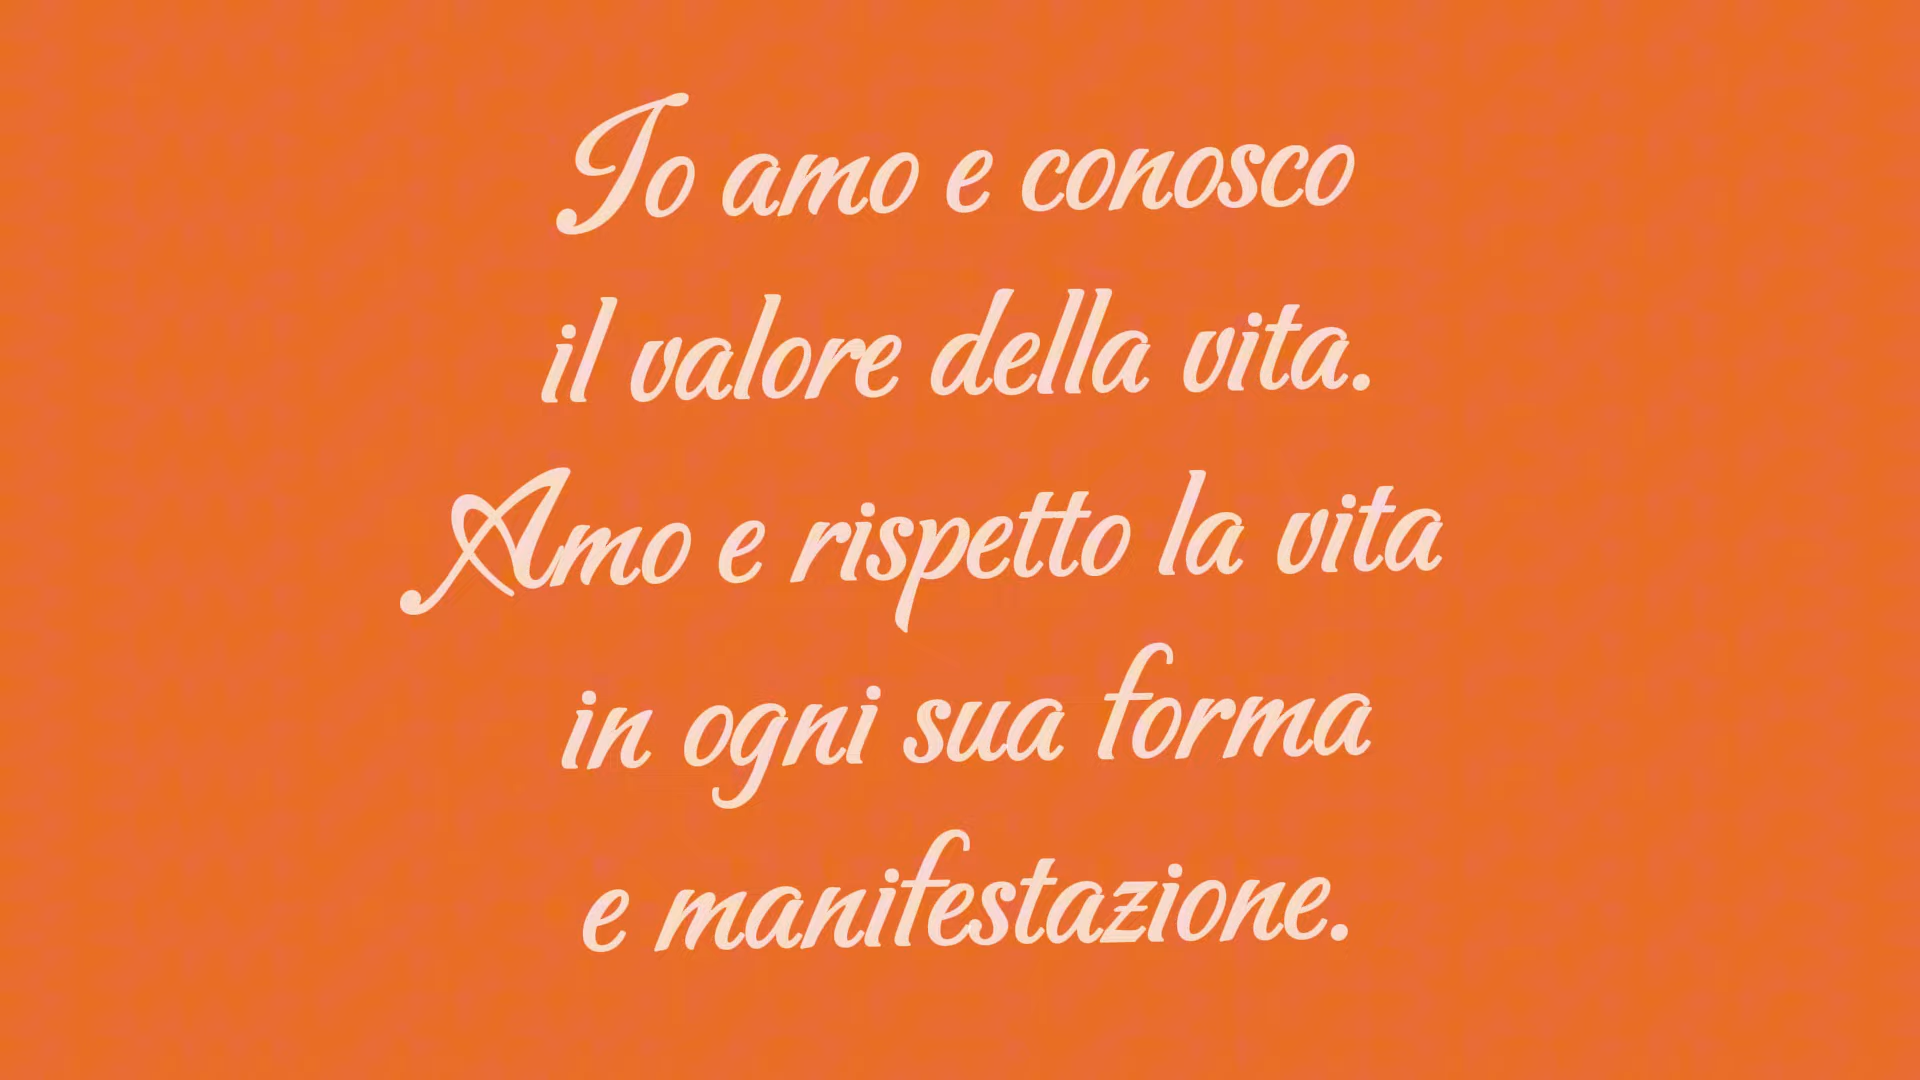 Io amo e conosco
il valore della vita.
Amo e rispetto la vita
in ogni sua forma
e manifestazione.